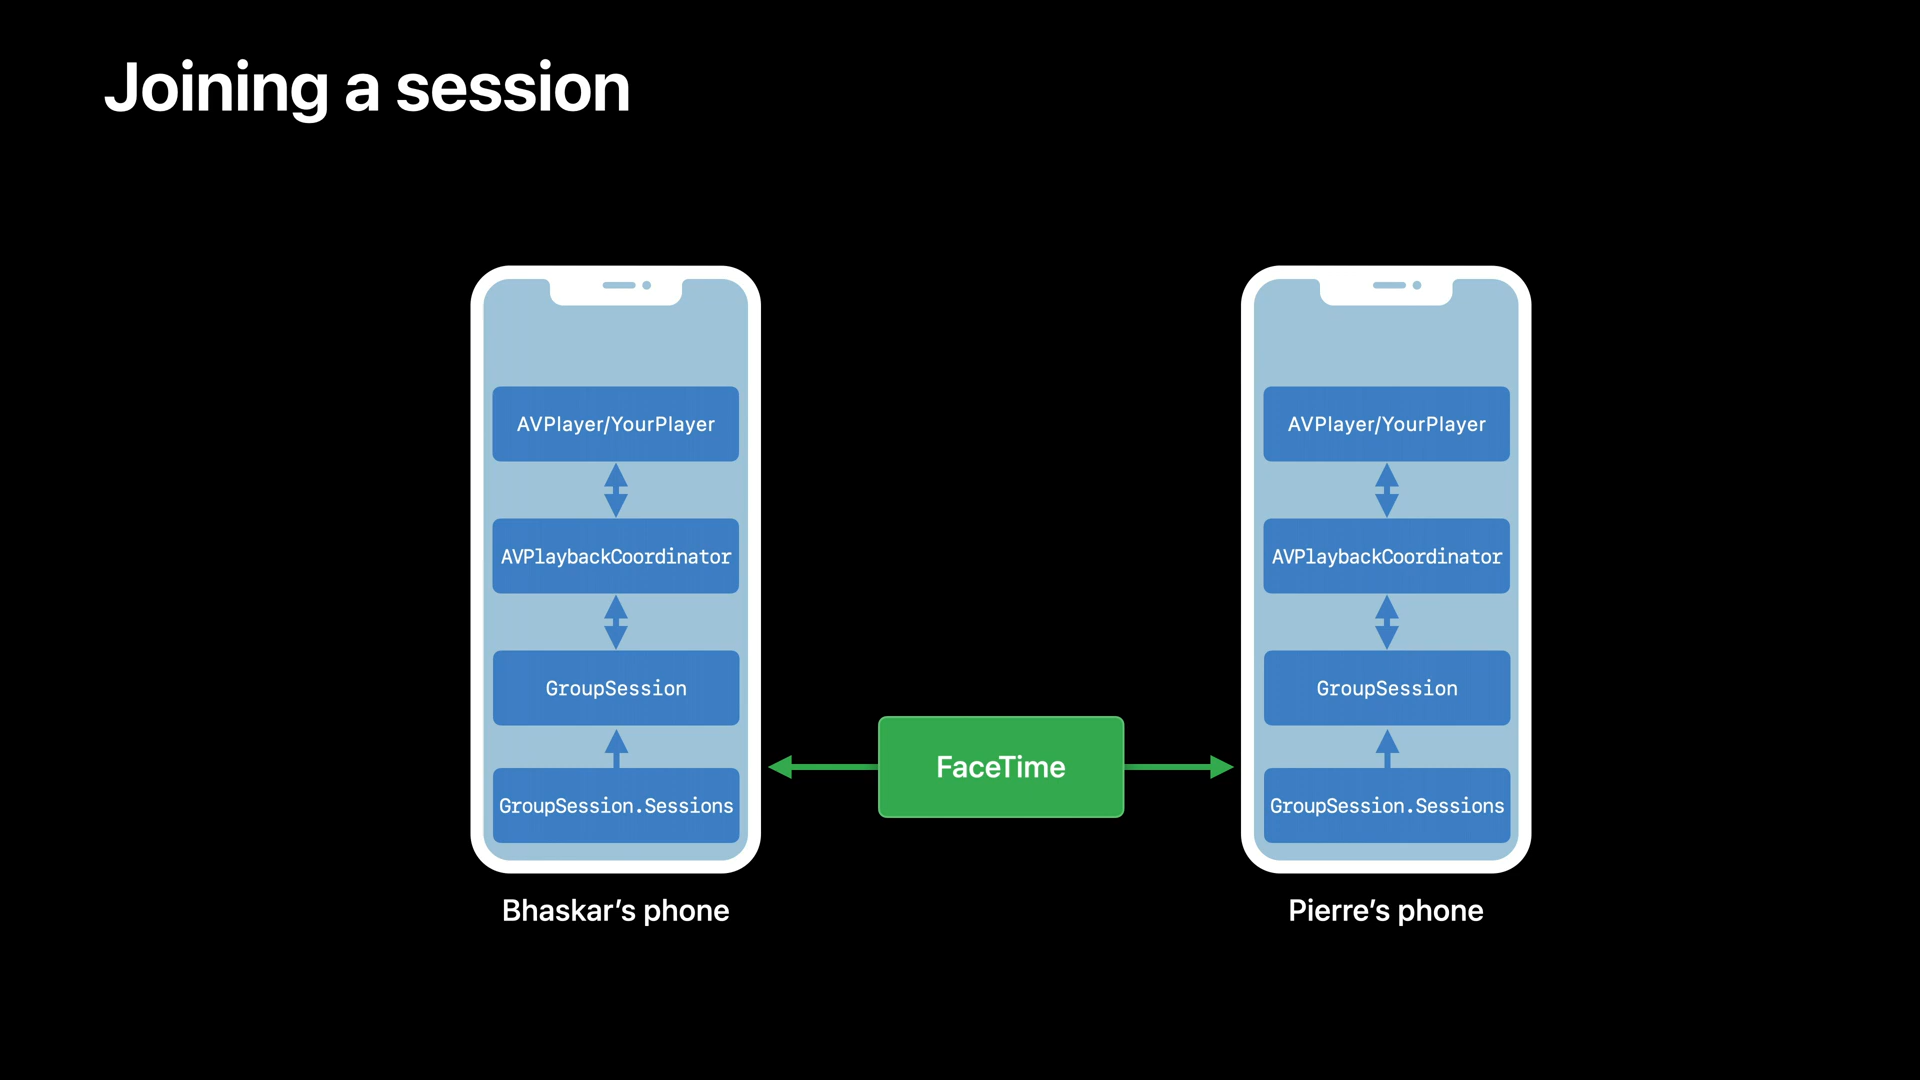 Joining a session
AVPlayer/YourPlayer
AVPlaybackCoordinator
GroupSession
GroupSession.Sessions
Bhaskar’s phone
FaceTime
AVPlayer/YourPlayer
AVPlaybackCoordinator
GroupSession
GroupSession.Sessions
Pierre’s phone